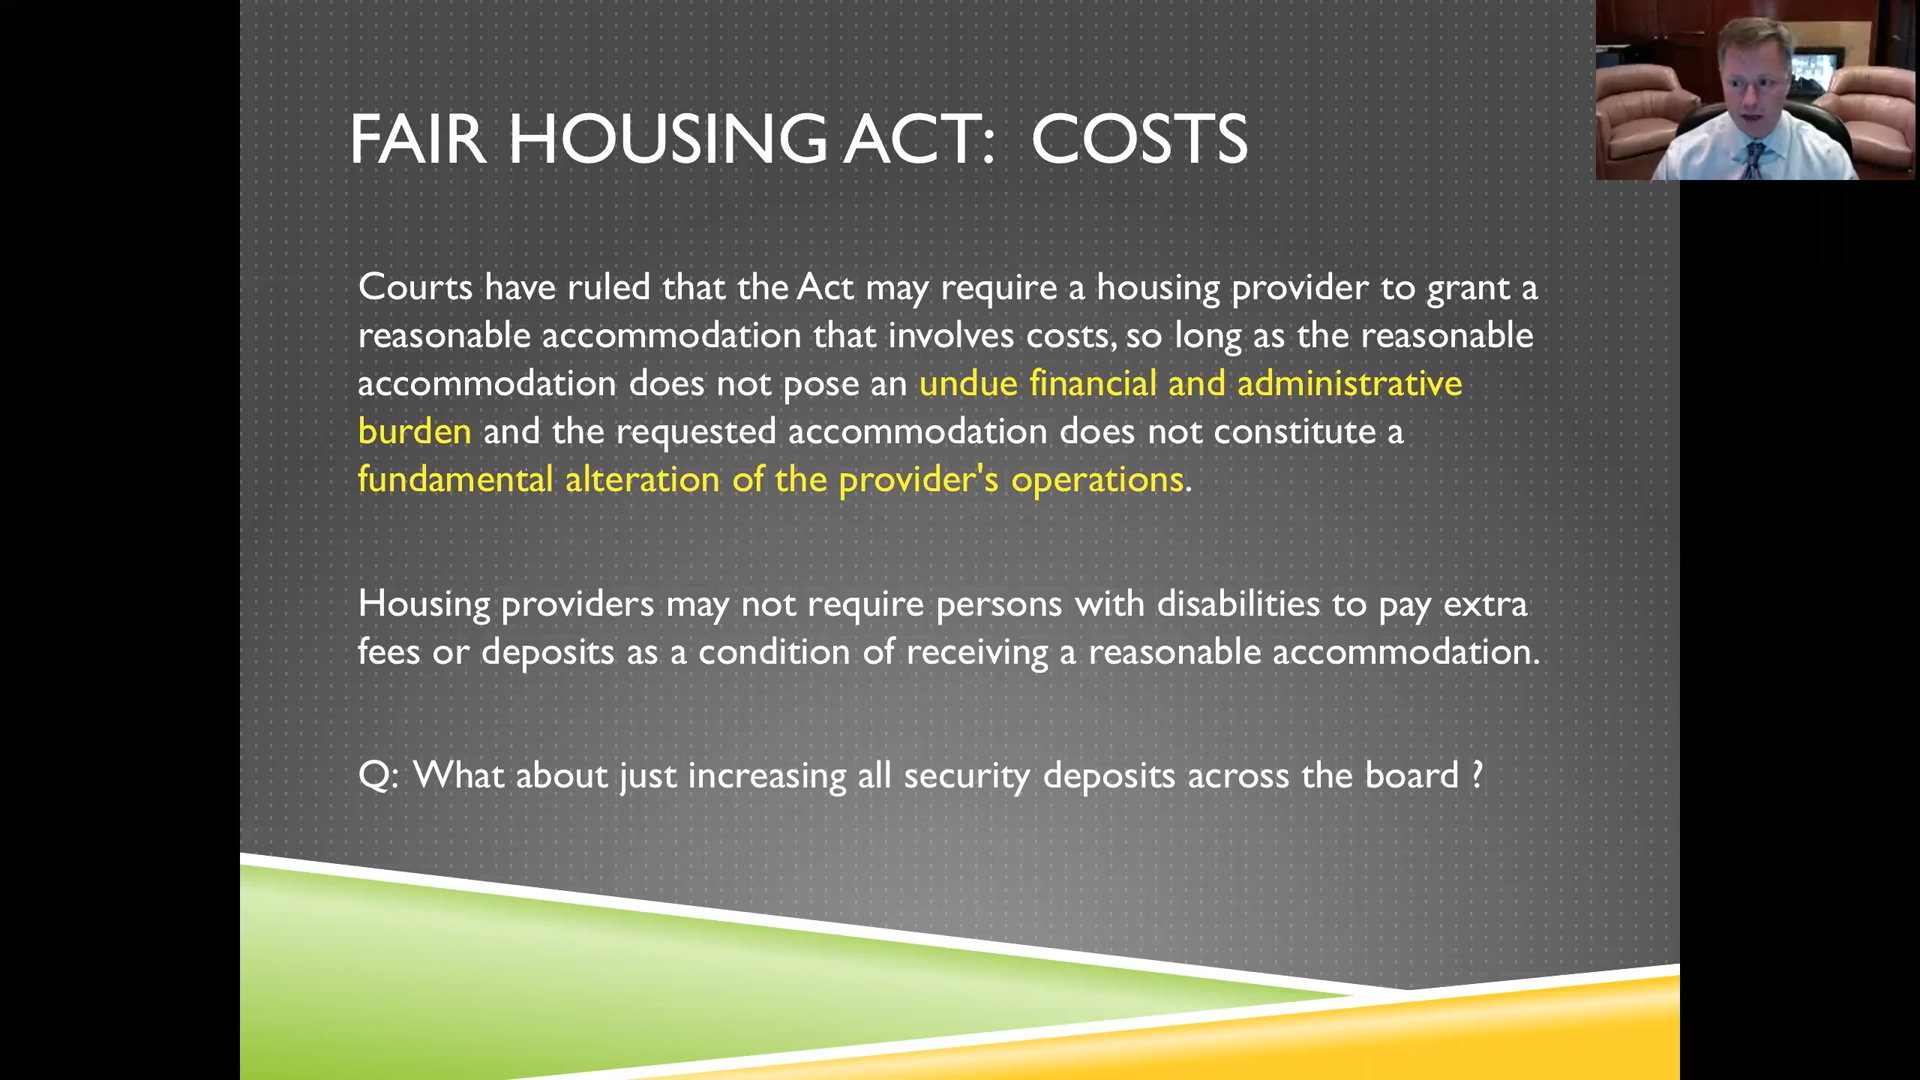 FAIR HOUSING ACT:  COSTS
Courts have ruled that the Act may require a housing provider to grant a
reasonable accommodation that involves costs, so long as the reasonable
accommodation does not pose an undue financial and administrative
burden and the requested accommodation does not constitute a
fundamental alteration of the provider's operations.
Housing providers may not require persons with disabilities to pay extra
fees or deposits as a condition of receiving a reasonable accommodation.
Q:  What about just increasing all security deposits across the board ?